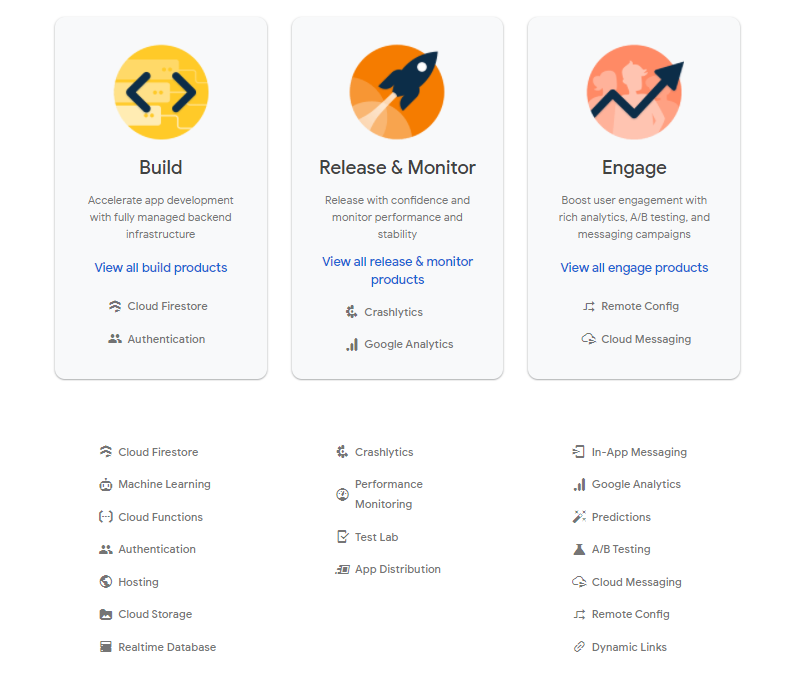 Build
Accelerate app development
with fully managed backend
infrastructure
View all build products
Cloud Firestore
Authentication
Release & Monitor
Release with confidence and
monitor performance and
stability
View all release & monitor
products
Crashlytics
Google Analytics
Engage
Boost user engagement with
rich analytics, A/B testing, and
messaging campaigns
View all engage products
Remote Config
Cloud Messaging
Cloud Firestore
Machine Learning
Cloud Functions
Authentication
Hosting
Cloud Storage
Realtime Database
Crashlytics
Performance
Monitoring
Test Lab
App Distribution
In-App Messaging
Google Analytics
Predictions
A/B Testing
Cloud Messaging
Remote Config
Dynamic Links